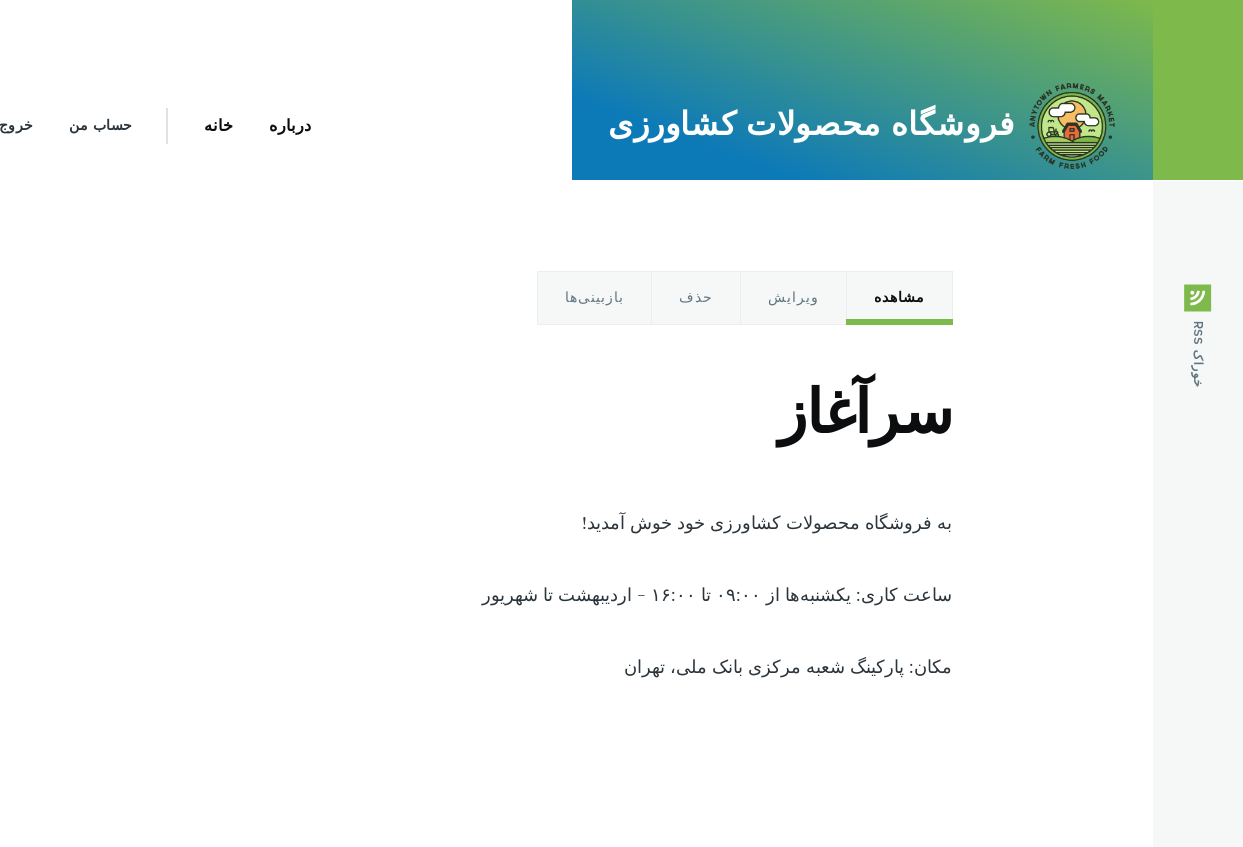 ANYTOWN FARMERS MARKET
FARM FRESH FOOD
فروشگاه محصولات کشاورزی
درباره
خانه
حساب من
خروج
خوراک RSS
مشاهده
ویرایش
حذف
بازبینی‌ها
سرآغاز
به فروشگاه محصولات کشاورزی خود خوش آمدید!
ساعت کاری: یکشنبه‌ها از ۰۹:۰۰ تا ۱۶:۰۰ - اردیبهشت تا شهریور
مکان: پارکینگ شعبه مرکزی بانک ملی، تهران